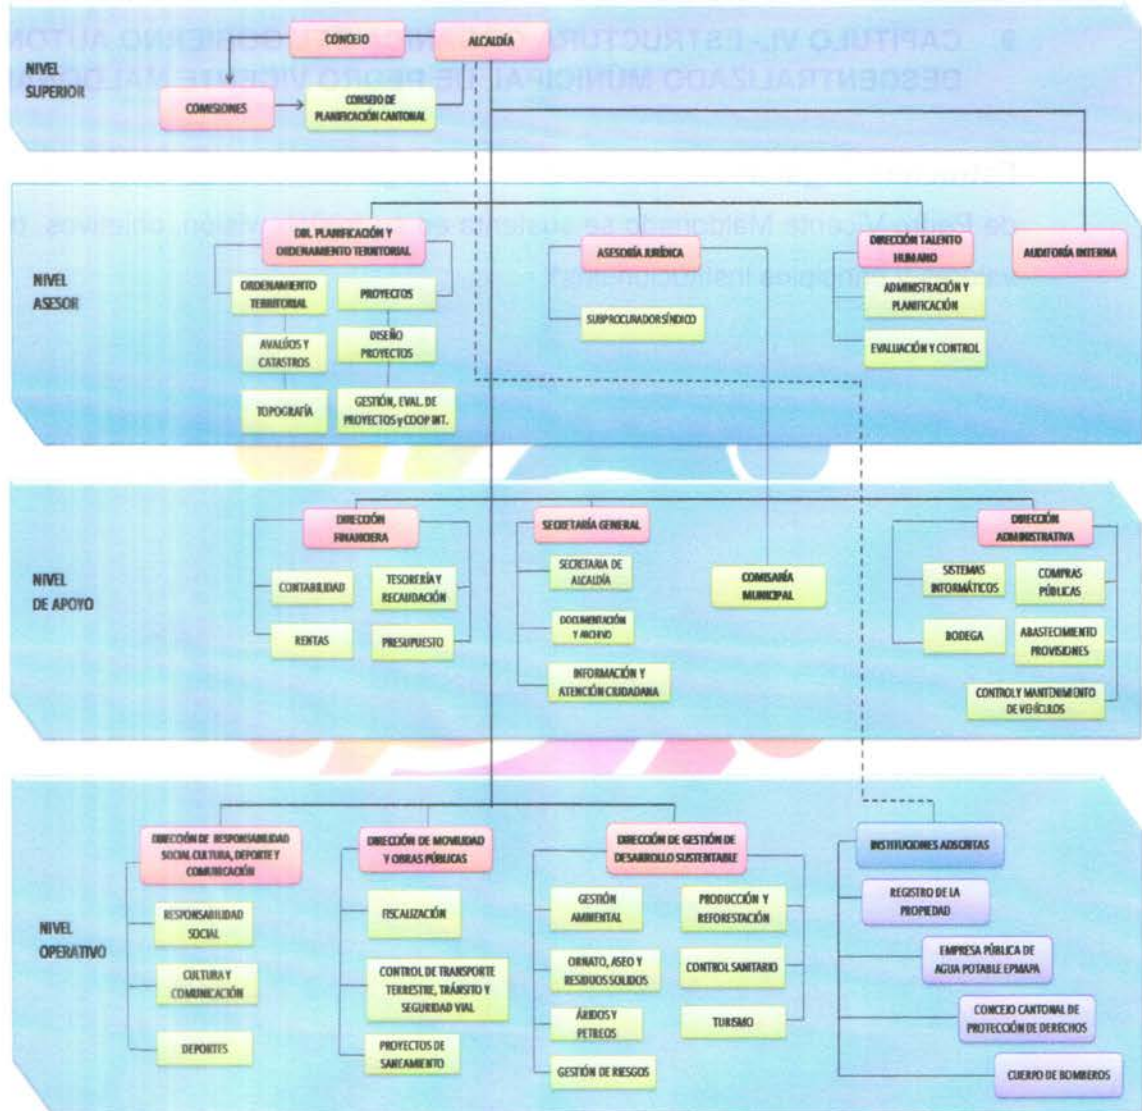 9. CAPÍTULO VI.- ESTRUCTURA
DESCENTRALIZADO MUNICIPAL DE PEDRO VICENTE
CONCEJO
ALCALDÍA
NIVEL
SUPERIOR
COMISIONES
CONSEJO DE
PLANIFICACIÓN CANTONAL
de Pedro Vicente Maldonado se sustenta en visión, objetivos,
principios institucionales
NIVEL
ASESOR
PLANIFICACIÓN Y
ORDENAMIENTO TERRITORIAL
ASESORÍA JURÍDICA
DIRECCIÓN TALENTO
HUMANO
AUDITORÍA INTERNA
ORDENAMIENTO
TERRITORIAL
PROYECTOS
ADMINISTRACIÓN Y
PLANIFICACIÓN
SUBPROCURADOR SÍNDICO
AVALÚOS Y
CATASTROS
DISEÑO
PROYECTOS
EVALUACIÓN Y CONTROL
TOPOGRAFÍA
GESTIÓN, EVAL. DE
PROYECTOS y COOP INT.
NIVEL
DE APOYO
DIRECCIÓN
FINANCIERA
SECRETARÍA GENERAL
DIRECCIÓN
ADMINISTRATIVA
CONTABILIDAD
TESORERÍA Y
RECAUDACIÓN
SECRETARIA DE
ALCALDÍA
COMISARÍA
MUNICIPAL
SISTEMAS
INFORMÁTICOS
COMPRAS
PÚBLICAS
RENTAS
PRESUPUESTO
DOCUMENTACIÓN
Y ARCHIVO
BODEGA
ABASTECIMIENTO
PROVISIONES
INFORMACIÓN Y
ATENCIÓN CIUDADANA
CONTROL Y MANTENIMIENTO
DE VEHÍCULOS
NIVEL
OPERATIVO
DIRECCIÓN DE RESPONSABILIDAD
SOCIAL CULTURA, DEPORTE Y
COMUNICACIÓN
DIRECCIÓN DE MOVILIDAD
Y OBRAS PÚBLICAS
DIRECCIÓN DE GESTIÓN DE
DESARROLLO SUSTENTABLE
INSTITUCIONES ADSCRITAS
RESPONSABILIDAD
SOCIAL
FISCALIZACIÓN
GESTIÓN
AMBIENTAL
PRODUCCIÓN Y
REFORESTACIÓN
REGISTRO DE LA
PROPIEDAD
CULTURA Y
COMUNICACIÓN
CONTROL DE TRANSPORTE
TERRESTRE, TRÁNSITO Y
SEGURIDAD VIAL
ORNATO, ASEO Y
RESIDUOS SOLIDOS
CONTROL SANITARIO
EMPRESA PÚBLICA DE
AGUA POTABLE EPMAPA
DEPORTES
PROYECTOS DE
SANEAMIENTO
ÁRIDOS Y
PETREOS
TURISMO
CONCEJO CANTONAL DE
PROTECCIÓN DE DERECHOS
GESTIÓN DE RIESGOS
CUERPO DE BOMBEROS